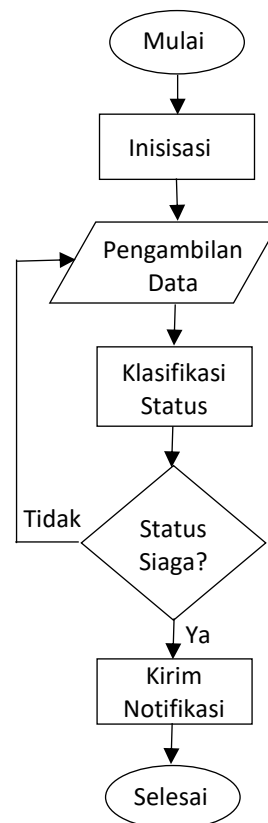 Mulai
Inisisasi
Pengambilan
Data
Klasifikasi
Status
Status
Siaga?
Tidak
Ya
Kirim
Notifikasi
Selesai